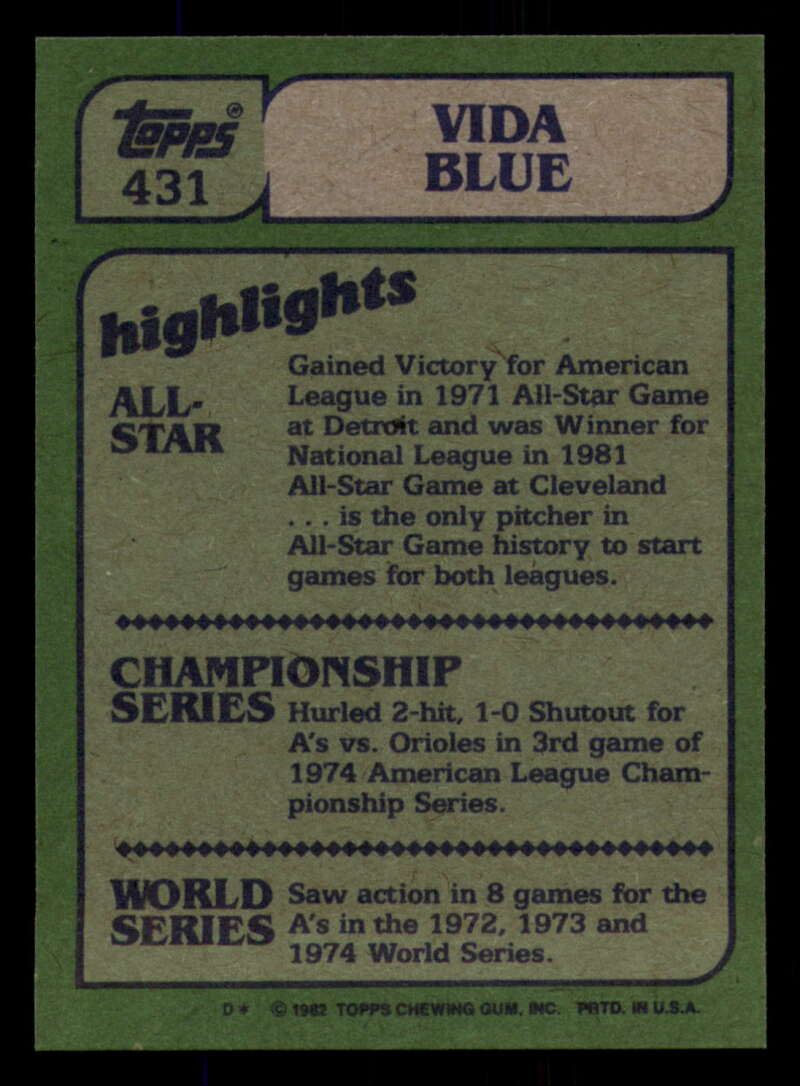 Topps®
431
VIDA
BLUE
highlights
ALL-
STAR
Gained Victory for American
League in 1971 All-Star Game
at Detroit and was Winner for
National League in 1981
All-Star Game at Cleveland
. . . is the only pitcher in
All-Star Game history to start
games for both leagues.
CHAMPIONSHIP
SERIES
Hurled 2-hit, 1-0 Shutout for
A's vs. Orioles in 3rd game of
1974 American League Cham-
pionship Series.
WORLD
SERIES
Saw action in 8 games for the
A's in the 1972, 1973 and
1974 World Series.
D* © 1982 TOPPS CHEWING GUM, INC. PRTD. IN U.S.A.